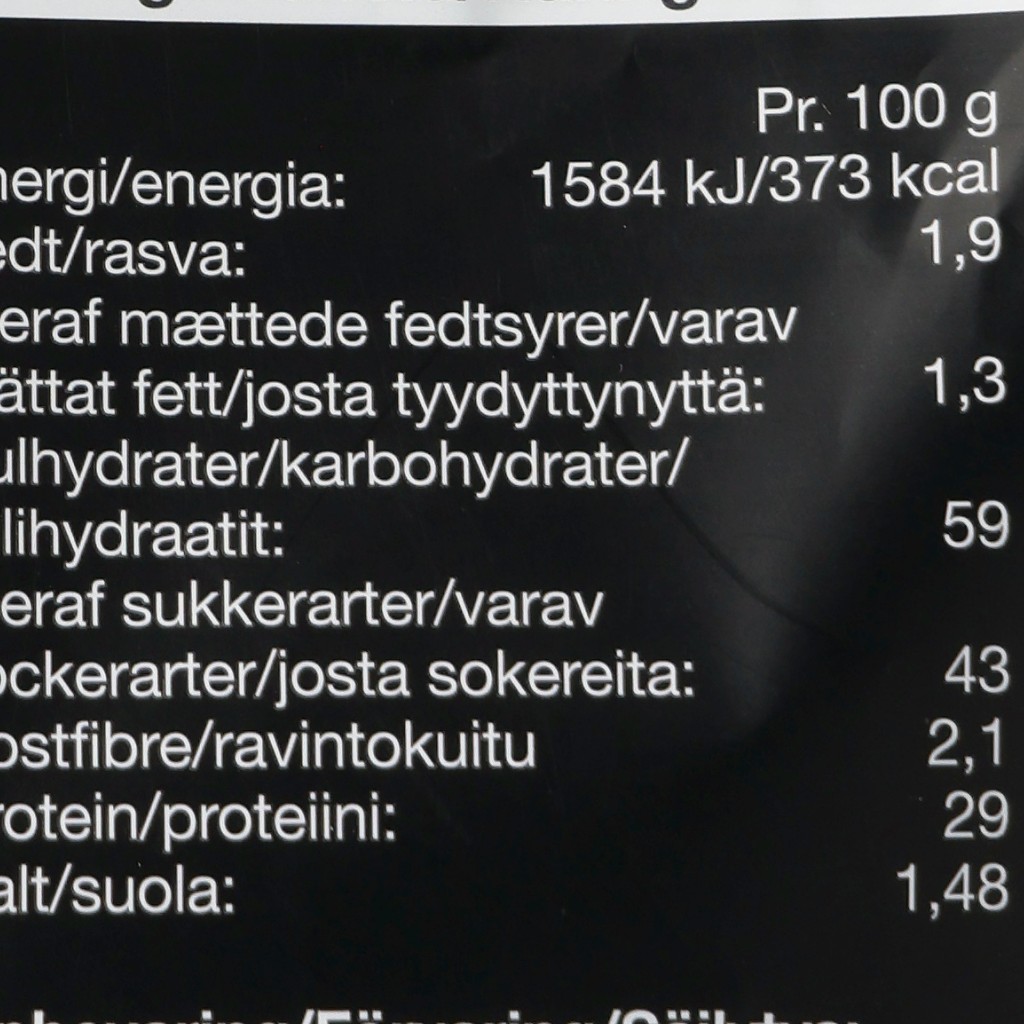 Pr. 100 g
nergi/energia: 1584 kJ/373 kcal
edt/rasva: 1,9
eraf mættede fedtsyrer/varav
ättat fett/josta tyydyttynyttä: 1,3
ulhydrater/karbohydrater/
lihydraatit: 59
eraf sukkerarter/varav
ockerarter/josta sokereita: 43
ostfibre/ravintokuitu 2,1
rotein/proteiini: 29
alt/suola: 1,48